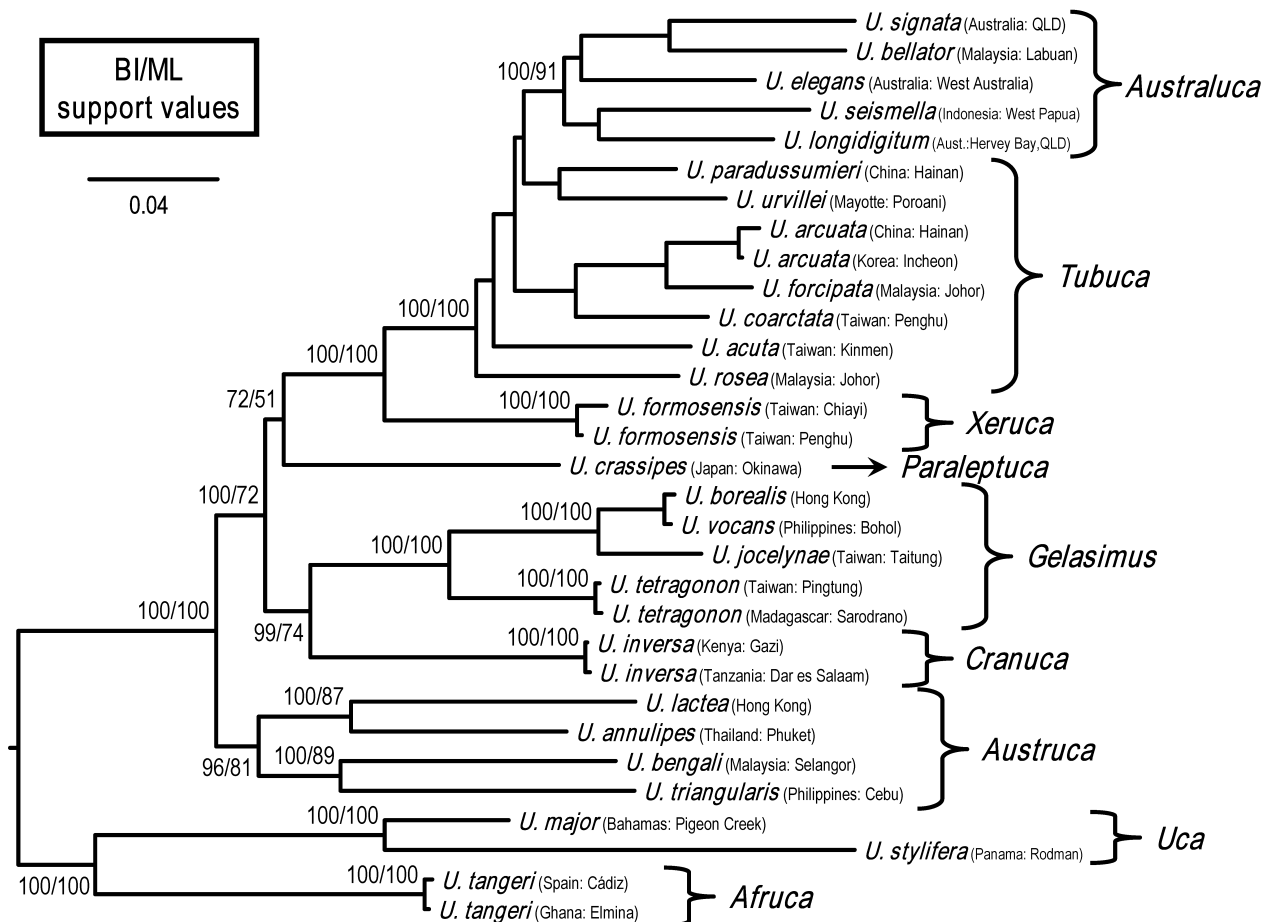 BI/ML
support values
0.04
U. signata (Australia: QLD)
U. bellator (Malaysia: Labuan)
100/91
U. elegans (Australia: West Australia)
Australuca
U. seismella (Indonesia: West Papua)
U. longidigitum (Aust.:Hervey Bay,QLD)
U. paradussumieri (China: Hainan)
U. urvillei (Mayotte: Poroani)
U. arcuata (China: Hainan)
U. arcuata (Korea: Incheon)
Tubuca
U. forcipata (Malaysia: Johor)
100/100
U. coarctata (Taiwan: Penghu)
U. acuta (Taiwan: Kinmen)
100/100
U. rosea (Malaysia: Johor)
72/51
100/100
U. formosensis (Taiwan: Chiayi)
Xeruca
U. formosensis (Taiwan: Penghu)
U. crassipes (Japan: Okinawa)
Paraleptuca
100/72
U. borealis (Hong Kong)
100/100
U. vocans (Philippines: Bohol)
100/100
U. jocelynae (Taiwan: Taitung)
Gelasimus
100/100
U. tetragonon (Taiwan: Pingtung)
100/100
U. tetragonon (Madagascar: Sarodrano)
99/74
100/100
U. inversa (Kenya: Gazi)
Cranuca
U. inversa (Tanzania: Dar es Salaam)
100/87
U. lactea (Hong Kong)
U. annulipes (Thailand: Phuket)
Austruca
96/81
100/89
U. bengali (Malaysia: Selangor)
U. triangularis (Philippines: Cebu)
100/100
U. major (Bahamas: Pigeon Creek)
Uca
U. stylifera (Panama: Rodman)
100/100
100/100
U. tangeri (Spain: Cádiz)
Afruca
U. tangeri (Ghana: Elmina)